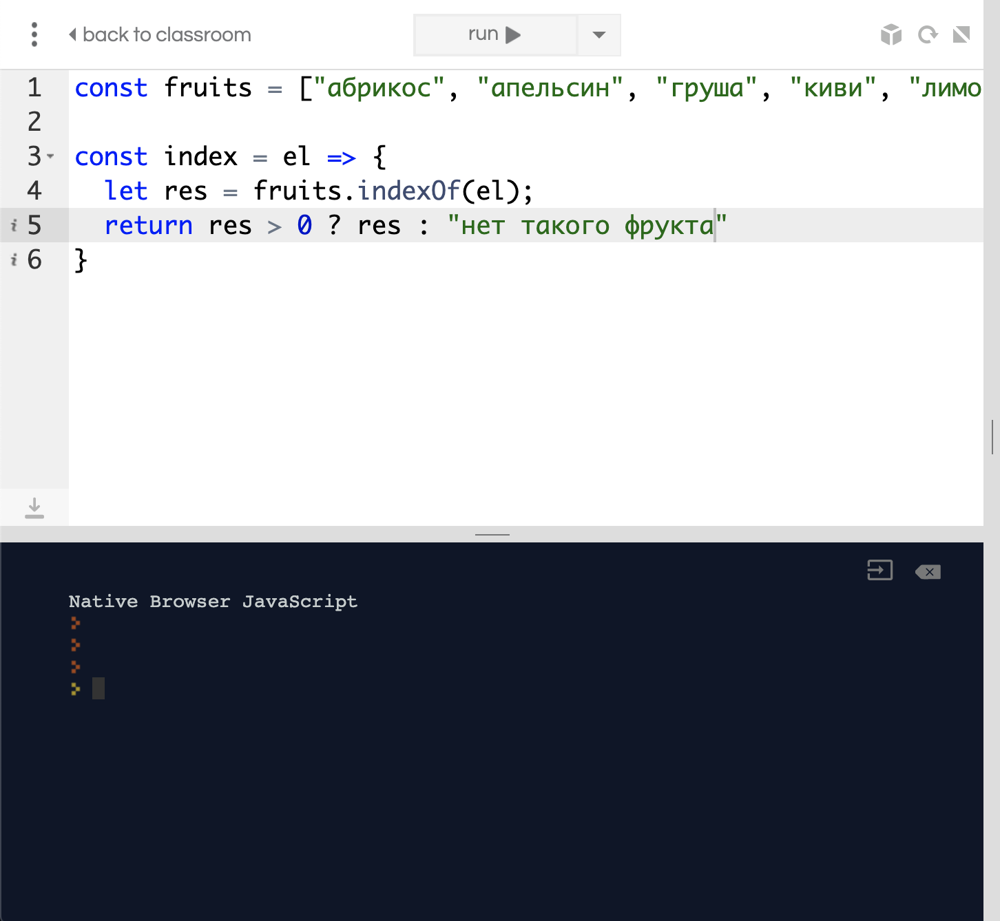 back to classroom
run
1 const fruits = ["абрикос", "апельсин", "груша", "киви", "лимо
2
3 const index = el => {
4 let res = fruits.indexOf(el);
i 5 return res > 0 ? res : "нет такого фрукта"
i 6 }
Native Browser JavaScript
>
>
>
>